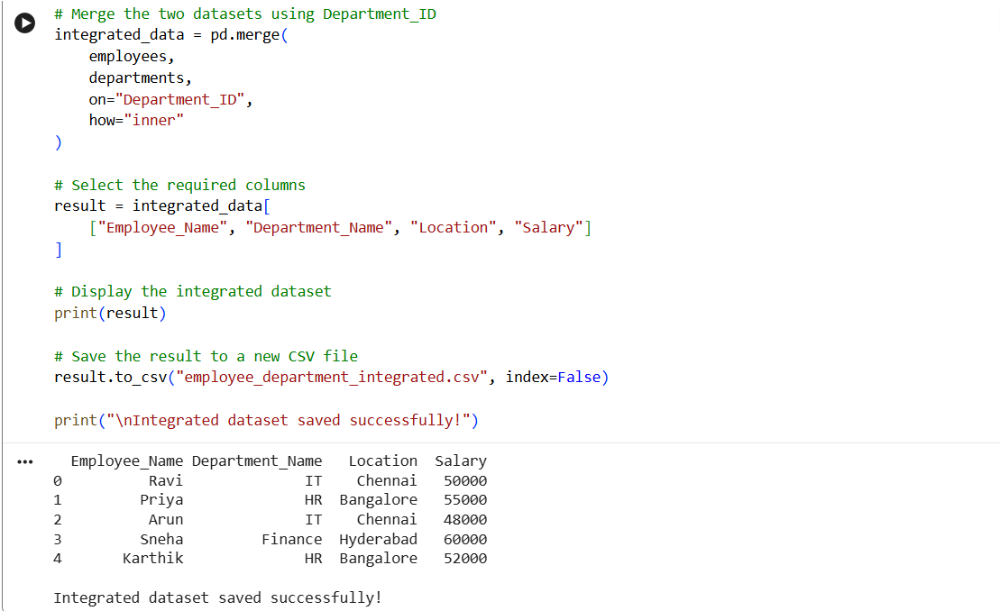 # Merge the two datasets using Department_ID
integrated_data = pd.merge(
    employees,
    departments,
    on="Department_ID",
    how="inner"
)

# Select the required columns
result = integrated_data[
    ["Employee_Name", "Department_Name", "Location", "Salary"]
]

# Display the integrated dataset
print(result)

# Save the result to a new CSV file
result.to_csv("employee_department_integrated.csv", index=False)

print("\nIntegrated dataset saved successfully!")

  Employee_Name Department_Name   Location  Salary
0          Ravi              IT    Chennai   50000
1         Priya              HR  Bangalore   55000
2          Arun              IT    Chennai   48000
3         Sneha         Finance  Hyderabad   60000
4       Karthik              HR  Bangalore   52000

Integrated dataset saved successfully!